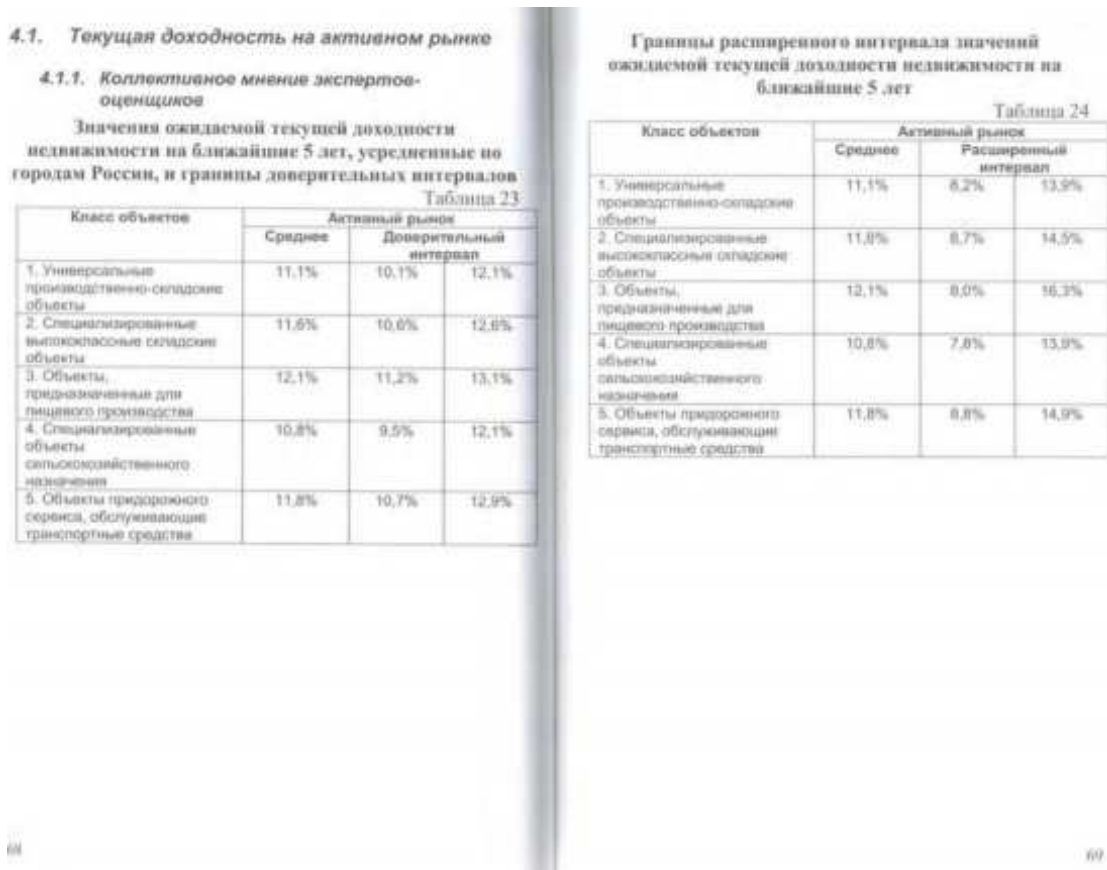 4.1. Текущая доходность на активном рынке
4.1.1. Коллективное мнение экспертов-
оценщиков
Значения ожидаемой текущей доходности
недвижимости на ближайшие 5 лет, усредненные по
городам России, и границы доверительных интервалов
Таблица 23
Класс объектов Активный рынок
Среднее Доверительный
интервал
1. Универсальные 11,1% 10,1% 12,1%
производственно-складские
объекты
2. Специализированные 11,6% 10,6% 12,6%
высококлассные складские
объекты
3. Объекты, 12,1% 11,2% 13,1%
предназначенные для
пищевого производства
4. Специализированные 10,8% 9,5% 12,1%
объекты
сельскохозяйственного
назначения
5. Объекты придорожного 11,8% 10,7% 12,9%
сервиса, обслуживающие
транспортные средства
68
Границы расширенного интервала значений
ожидаемой текущей доходности недвижимости на
ближайшие 5 лет
Таблица 24
Класс объектов Активный рынок
Среднее Расширенный
интервал
1. Универсальные 11,1% 8,2% 13,9%
производственно-складские
объекты
2. Специализированные 11,6% 8,7% 14,5%
высококлассные складские
объекты
3. Объекты, 12,1% 8,0% 16,3%
предназначенные для
пищевого производства
4. Специализированные 10,8% 7,8% 13,9%
объекты
сельскохозяйственного
назначения
5. Объекты придорожного 11,8% 8,8% 14,9%
сервиса, обслуживающие
транспортные средства
69